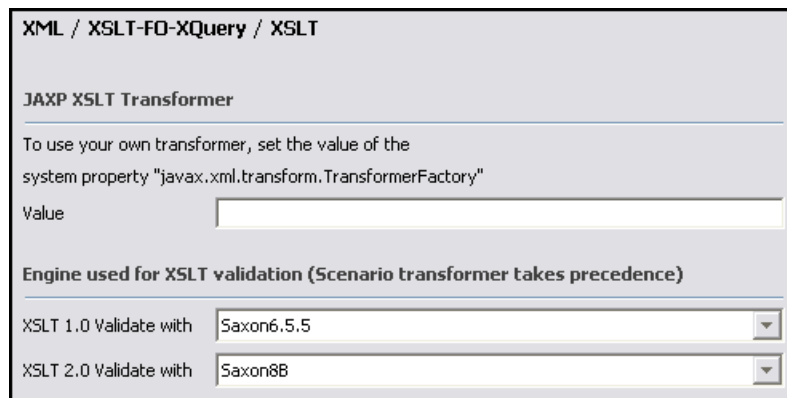 XML / XSLT-FO-XQuery / XSLT
JAXP XSLT Transformer
To use your own transformer, set the value of the
system property "javax.xml.transform.TransformerFactory"
Value
Engine used for XSLT validation (Scenario transformer takes precedence)
XSLT 1.0 Validate with Saxon6.5.5
XSLT 2.0 Validate with Saxon8B